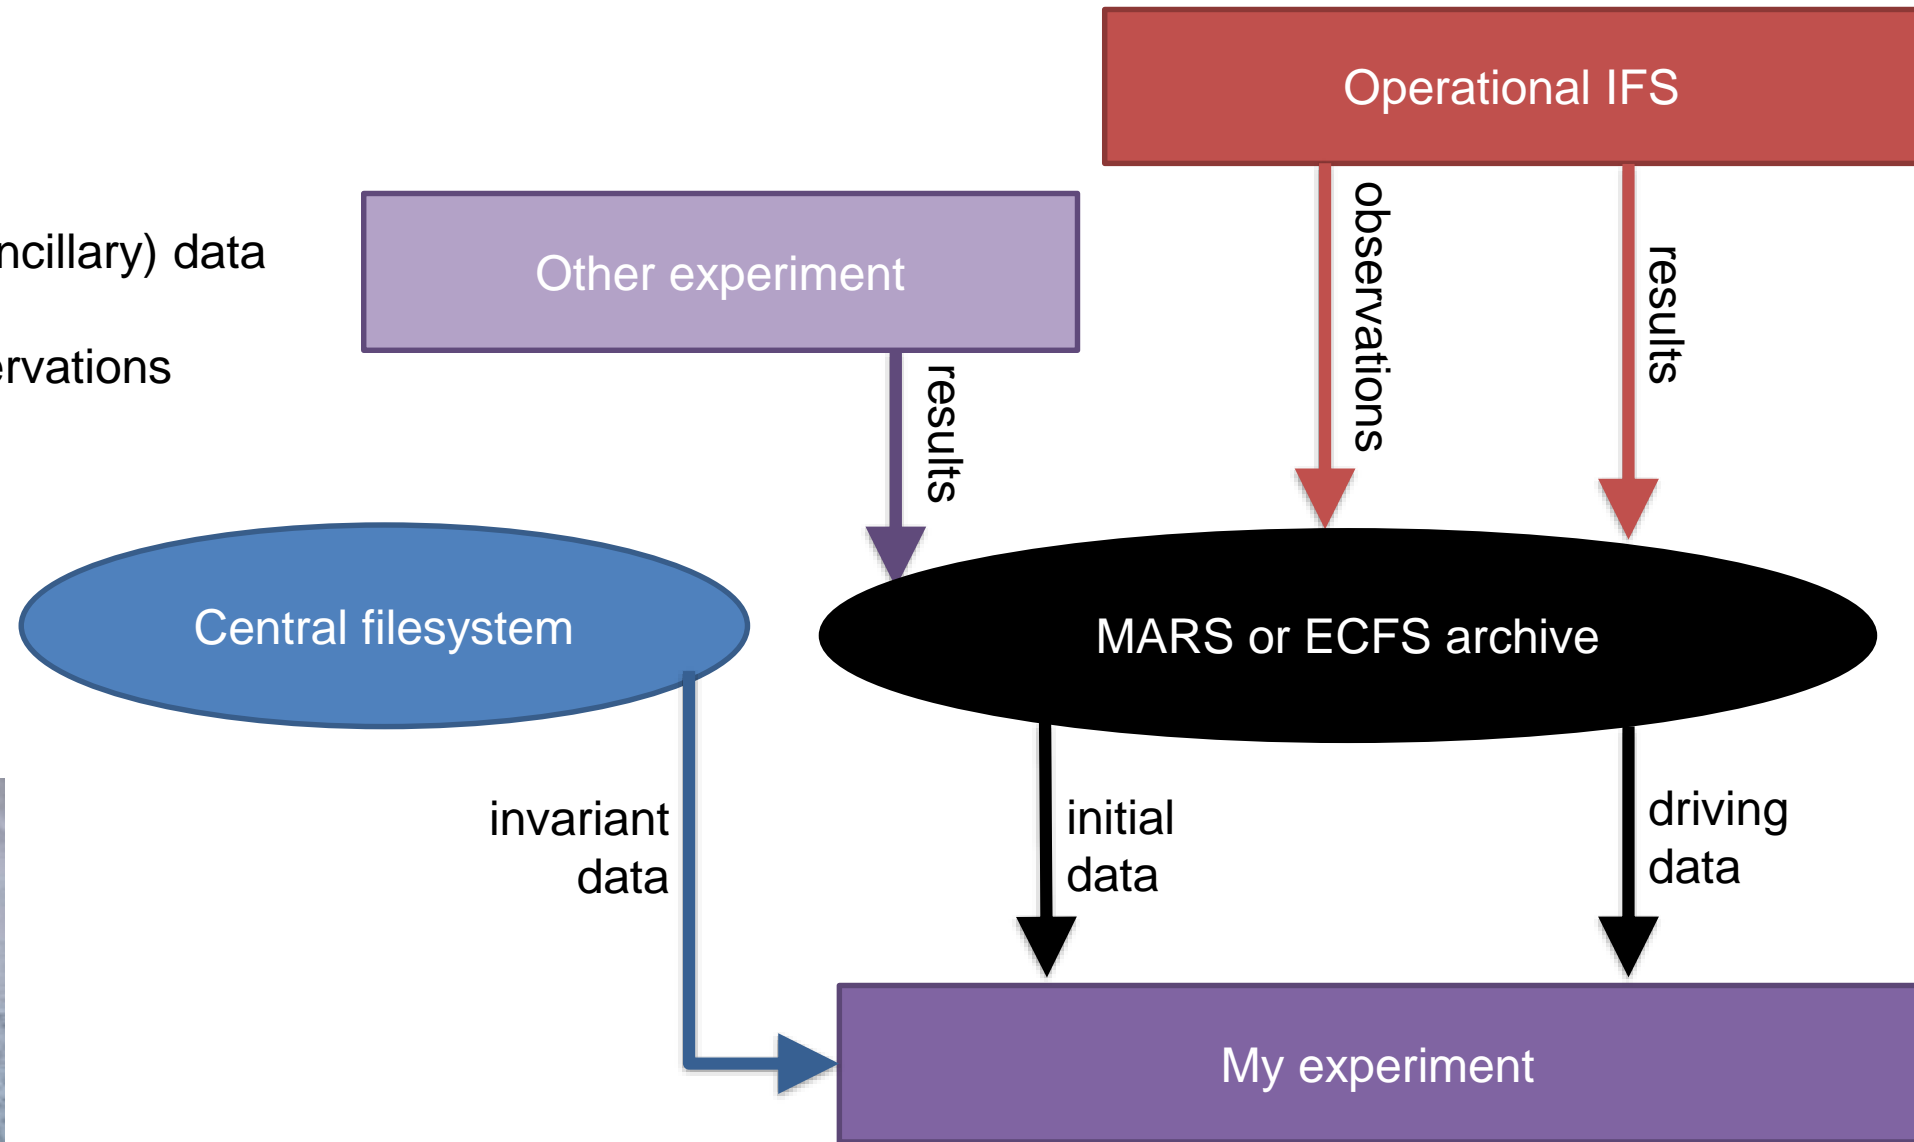 Operational IFS
ncillary) data
ervations
Other experiment
observations
results
results
Central filesystem
MARS or ECFS archive
invariant
data
initial
data
driving
data
My experiment